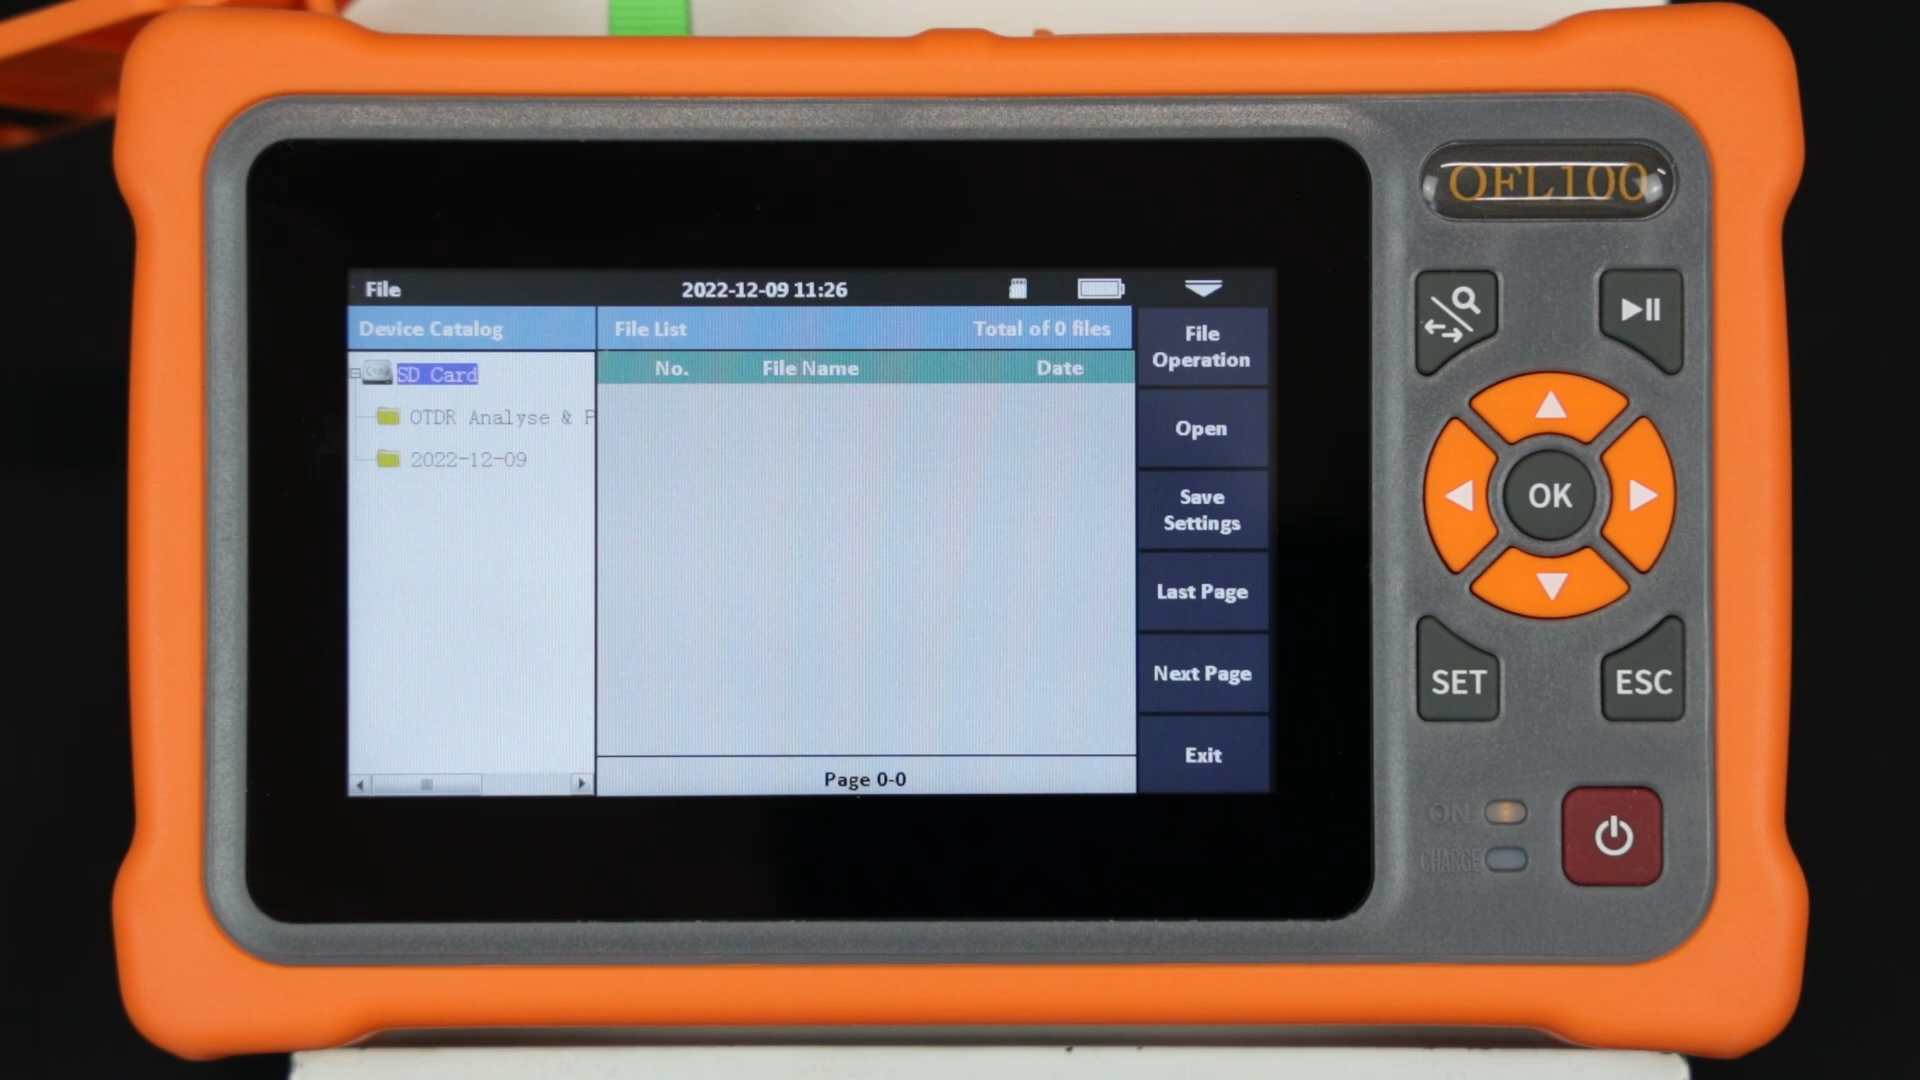 OFL100
File 2022-12-09 11:26
Device Catalog File List Total of 0 files
No. File Name Date
SD Card
OTDR Analyse & P
2022-12-09
Page 0-0
File
Operation
Open
Save
Settings
Last Page
Next Page
Exit
OK
SET ESC
ON
CHARGE